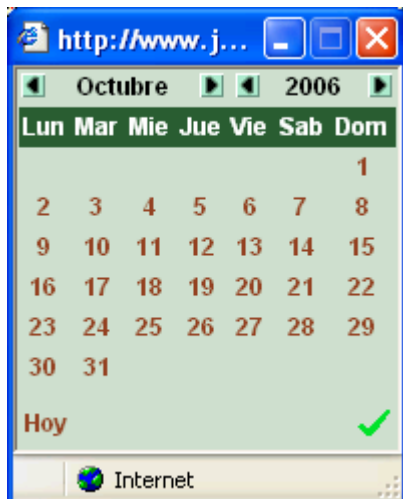 http://www.j...
Octubre 2006
Lun Mar Mie Jue Vie Sab Dom
1
2 3 4 5 6 7 8
9 10 11 12 13 14 15
16 17 18 19 20 21 22
23 24 25 26 27 28 29
30 31
Hoy
Internet